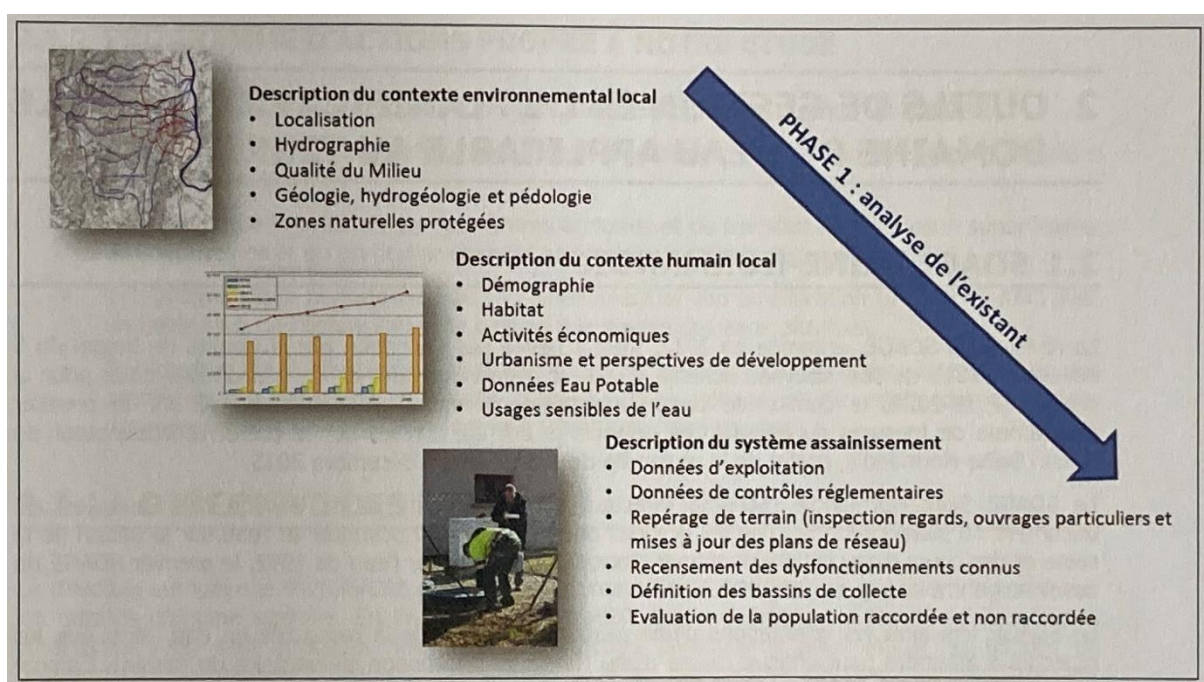 Description du contexte environnemental local
• Localisation
• Hydrographie
• Qualité du Milieu
• Géologie, hydrogéologie et pédologie
• Zones naturelles protégées
PHASE 1 : analyse de l'existant
Description du contexte humain local
• Démographie
• Habitat
• Activités économiques
• Urbanisme et perspectives de développement
• Données Eau Potable
• Usages sensibles de l'eau
Description du système assainissement
• Données d'exploitation
• Données de contrôles réglementaires
• Repérage de terrain (inspection regards, ouvrages particuliers et
mises à jour des plans de réseau)
• Recensement des dysfonctionnements connus
• Définition des bassins de collecte
• Evaluation de la population raccordée et non raccordée